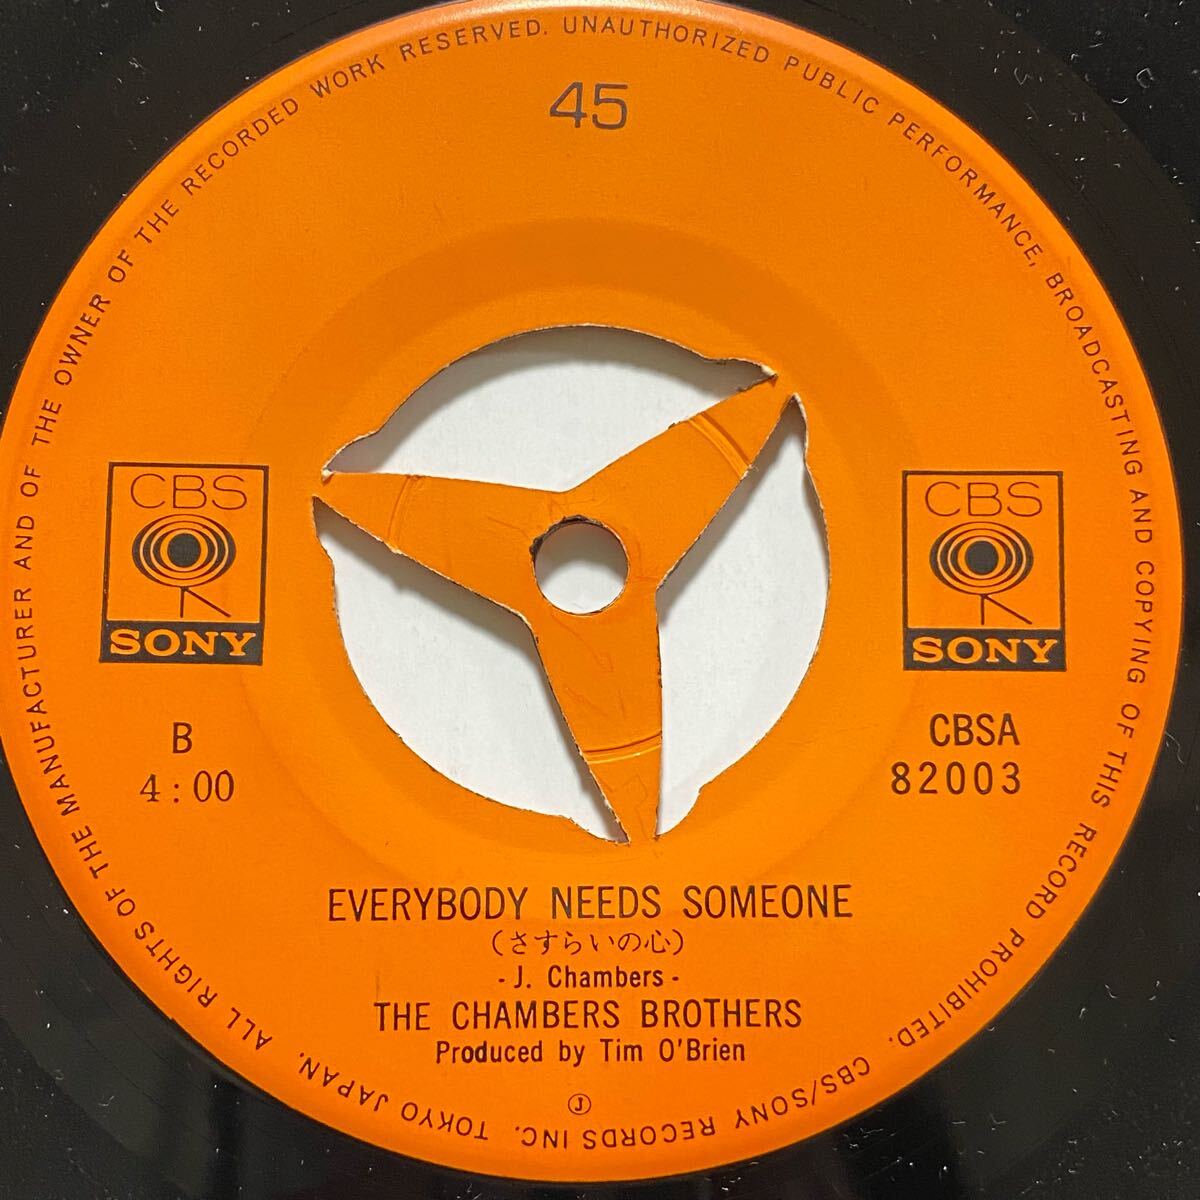 45
ALL RIGHTS OF THE MANUFACTURER AND OF THE OWNER OF THE RECORDED WORK RESERVED. UNAUTHORIZED PUBLIC PERFORMANCE, BROADCASTING AND COPYING OF THIS RECORD PROHIBITED. CBS/SONY RECORDS INC. TOKYO JAPAN.
CBS
SONY
CBS
SONY
B
4:00
CBSA
82003
EVERYBODY NEEDS SOMEONE
(さすらいの心)
- J. Chambers -
THE CHAMBERS BROTHERS
Produced by Tim O'Brien
Ⓙ